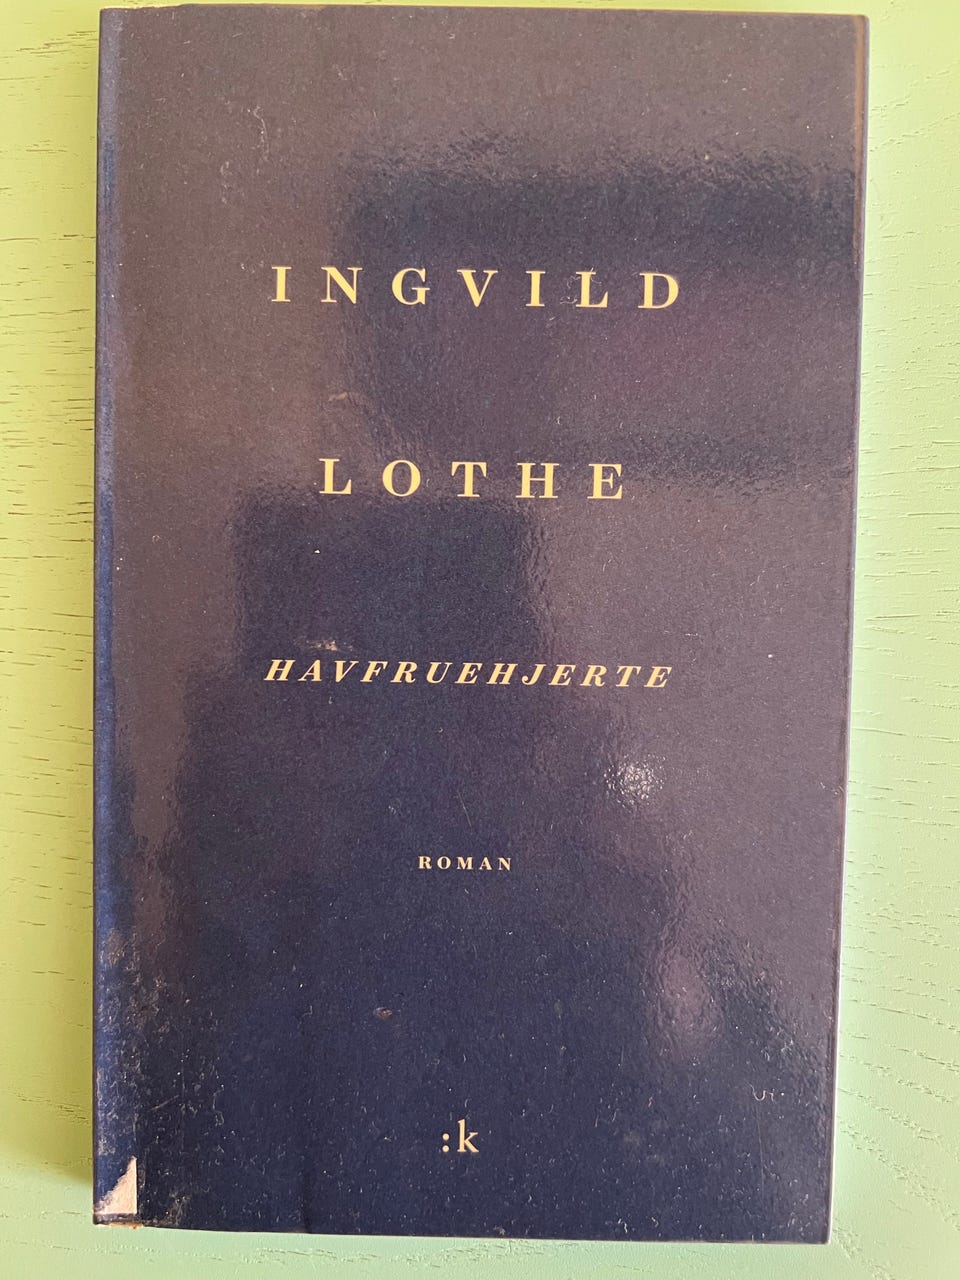 INGVILD
LOTHE
HAVFRUEHJERTE
ROMAN
:k